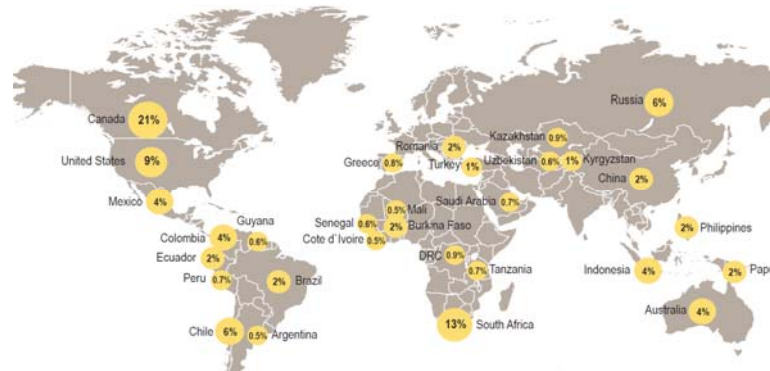 Russia 6%
Canada 21%
Kazakhstan 0.9%
Romania 2%
United States 9%
Greece 0.8%
Turkey 1%
Uzbekistan 0.6%
1% Kyrgyzstan
China 2%
Mexico 4%
Saudi Arabia 0.7%
0.5% Mali
Guyana 0.6%
Senegal 0.6%
2% Burkina Faso
2% Philippines
Colombia 4%
Cote d`Ivoire 0.5%
Ecuador 2%
DRC 0.9%
0.7% Tanzania
Indonesia 4%
2% Pap
Peru 0.7%
2% Brazil
Australia 4%
13% South Africa
Chile 6%
0.5% Argentina